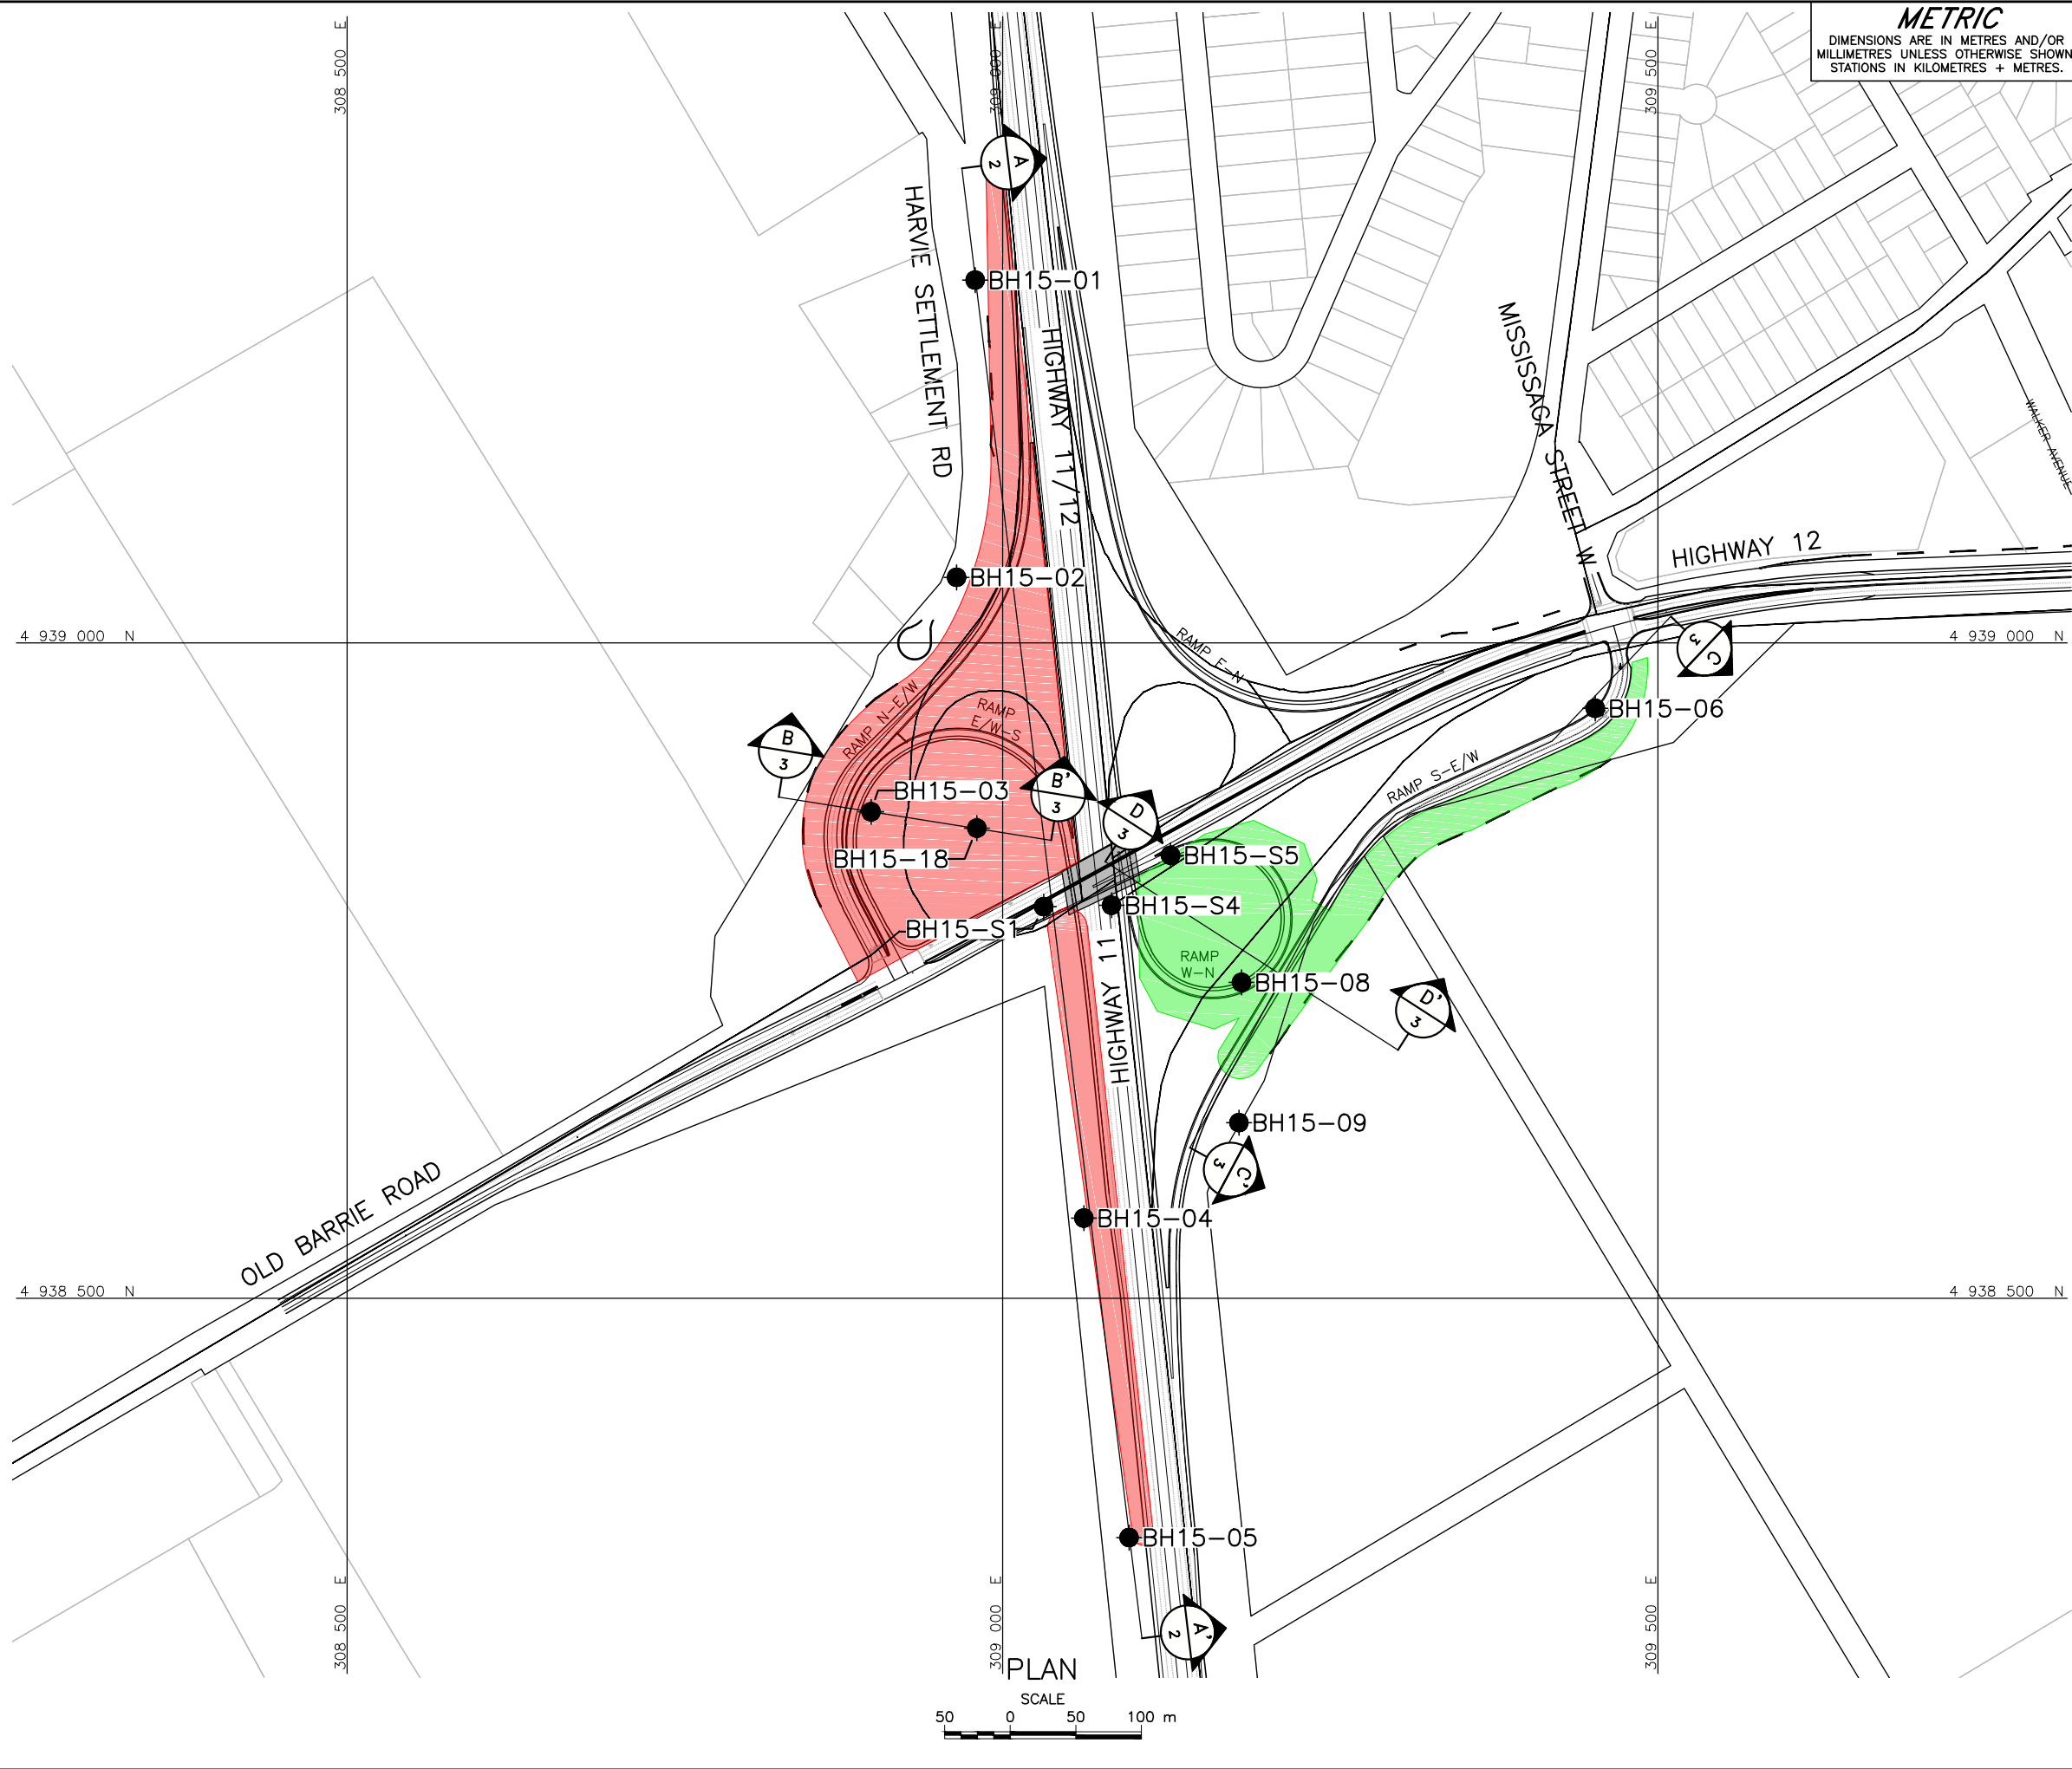 METRIC
DIMENSIONS ARE IN METRES AND/OR
MILLIMETRES UNLESS OTHERWISE SHOWN
STATIONS IN KILOMETRES + METRES.
308 500 E
309 000 E
309 500 E
A
2
HARVIE SETTLEMENT RD
BH15-01
HIGHWAY 11/12
MISSISSAGA STREET W
WALKER AVENUE
HIGHWAY 12
BH15-02
4 939 000 N
4 939 000 N
RAMP E-N
C
3
RAMP N-E/W
RAMP
E/W-S
BH15-06
B
3
RAMP S-E/W
BH15-03
B'
3
D
3
BH15-18
BH15-S5
BH15-S4
BH15-S1
HIGHWAY 11
RAMP
W-N
BH15-08
D'
3
BH15-09
C'
3
OLD BARRIE ROAD
BH15-04
4 938 500 N
4 938 500 N
BH15-05
308 500 E
309 000 E
309 500 E
A'
2
PLAN
SCALE
50 0 50 100 m